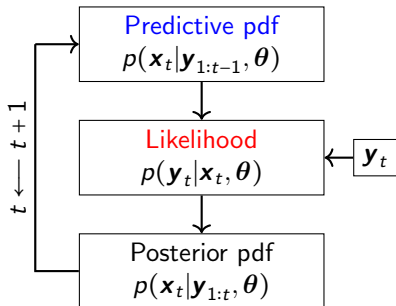 Predictive pdf
p(x_t|y_{1:t−1}, θ)
t ← t + 1
Likelihood
p(y_t|x_t, θ)
y_t
Posterior pdf
p(x_t|y_{1:t}, θ)